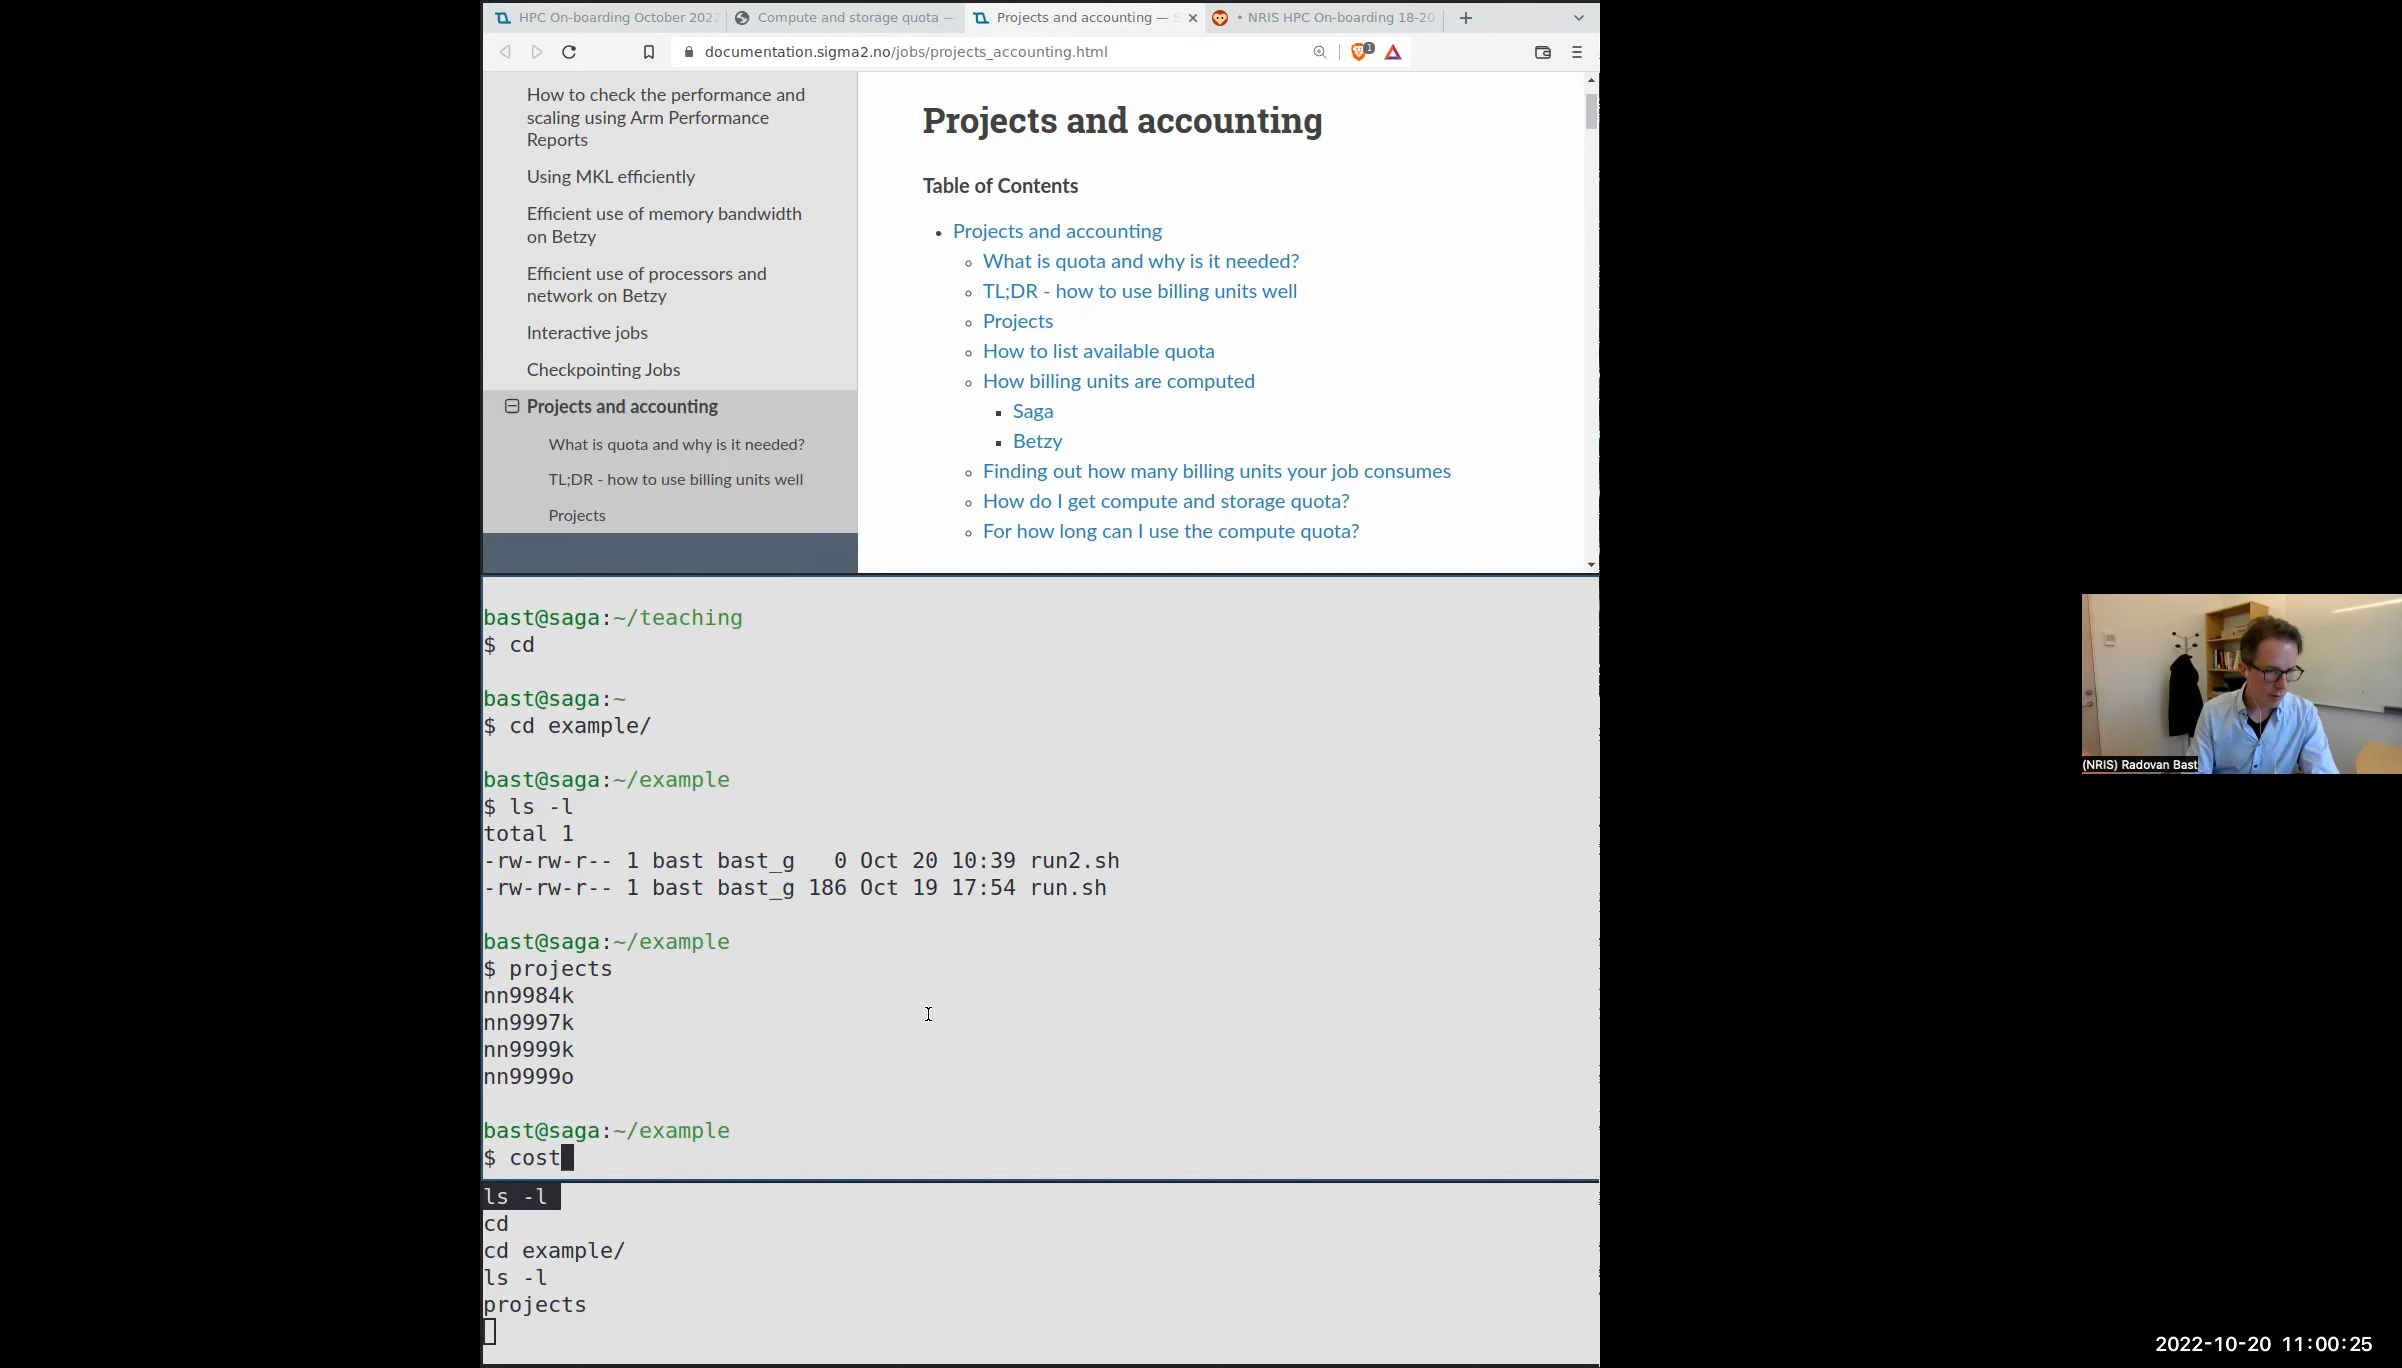 HPC On-boarding October 2022
Compute and storage quota —
Projects and accounting —
• NRIS HPC On-boarding 18-20
documentation.sigma2.no/jobs/projects_accounting.html
1
How to check the performance and
scaling using Arm Performance
Reports
Using MKL efficiently
Efficient use of memory bandwidth
on Betzy
Efficient use of processors and
network on Betzy
Interactive jobs
Checkpointing Jobs
Projects and accounting
What is quota and why is it needed?
TL;DR - how to use billing units well
Projects
Projects and accounting
Table of Contents
• Projects and accounting
◦ What is quota and why is it needed?
◦ TL;DR - how to use billing units well
◦ Projects
◦ How to list available quota
◦ How billing units are computed
▪ Saga
▪ Betzy
◦ Finding out how many billing units your job consumes
◦ How do I get compute and storage quota?
◦ For how long can I use the compute quota?
bast@saga:~/teaching
$ cd
bast@saga:~
$ cd example/
bast@saga:~/example
$ ls -l
total 1
-rw-rw-r-- 1 bast bast_g   0 Oct 20 10:39 run2.sh
-rw-rw-r-- 1 bast bast_g 186 Oct 19 17:54 run.sh
bast@saga:~/example
$ projects
nn9984k
nn9997k
nn9999k
nn9999o
bast@saga:~/example
$ cost
ls -l
cd
cd example/
ls -l
projects
(NRIS) Radovan Bast
2022-10-20 11:00:25